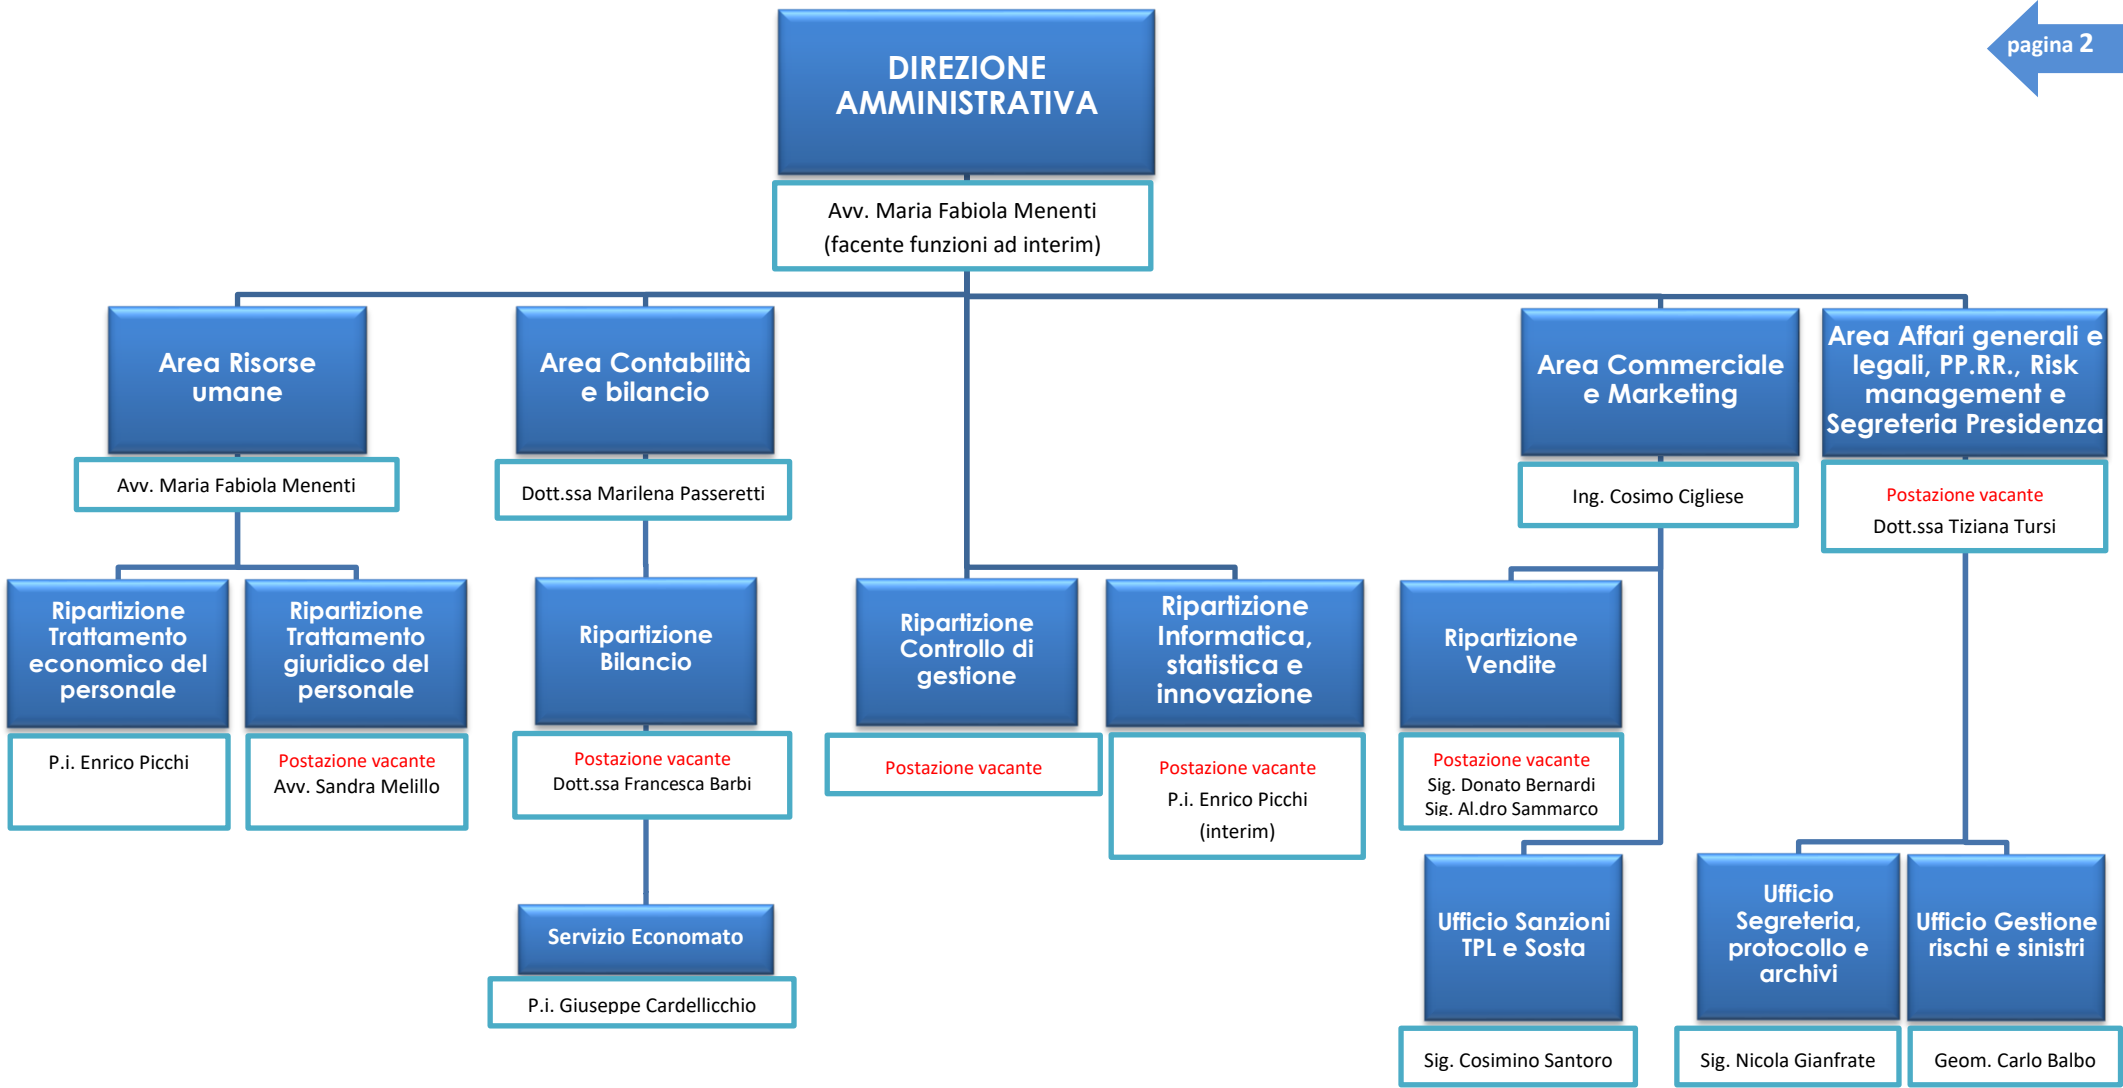 pagina 2
DIREZIONE
AMMINISTRATIVA
Avv. Maria Fabiola Menenti
(facente funzioni ad interim)
Area Risorse
umane
Avv. Maria Fabiola Menenti
Area Contabilità
e bilancio
Dott.ssa Marilena Passeretti
Area Commerciale
e Marketing
Ing. Cosimo Cigliese
Area Affari generali e
legali, PP.RR., Risk
management e
Segreteria Presidenza
Postazione vacante
Dott.ssa Tiziana Tursi
Ripartizione
Trattamento
economico del
personale
P.i. Enrico Picchi
Ripartizione
Trattamento
giuridico del
personale
Postazione vacante
Avv. Sandra Melillo
Ripartizione
Bilancio
Postazione vacante
Dott.ssa Francesca Barbi
Ripartizione
Controllo di
gestione
Postazione vacante
Ripartizione
Informatica,
statistica e
innovazione
Postazione vacante
P.i. Enrico Picchi
(interim)
Ripartizione
Vendite
Postazione vacante
Sig. Donato Bernardi
Sig. Al.dro Sammarco
Servizio Economato
P.i. Giuseppe Cardellicchio
Ufficio Sanzioni
TPL e Sosta
Sig. Cosimino Santoro
Ufficio
Segreteria,
protocollo e
archivi
Sig. Nicola Gianfrate
Ufficio Gestione
rischi e sinistri
Geom. Carlo Balbo